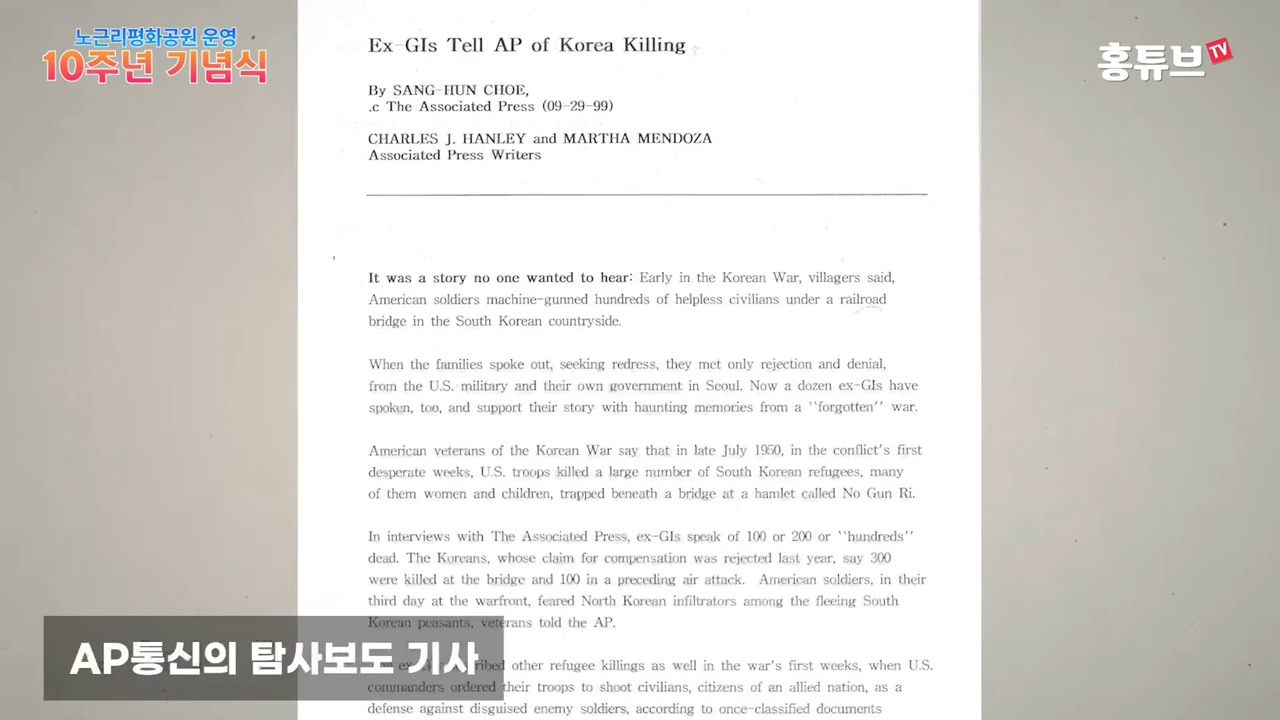 노근리평화공원 운영
10주년 기념식
홍튜브 TV
Ex-GIs Tell AP of Korea Killing
By SANG-HUN CHOE,
.c The Associated Press (09-29-99)
CHARLES J. HANLEY and MARTHA MENDOZA
Associated Press Writers
It was a story no one wanted to hear: Early in the Korean War, villagers said,
American soldiers machine-gunned hundreds of helpless civilians under a railroad
bridge in the South Korean countryside.
When the families spoke out, seeking redress, they met only rejection and denial,
from the U.S. military and their own government in Seoul. Now a dozen ex-GIs have
spoken, too, and support their story with haunting memories from a ``forgotten'' war.
American veterans of the Korean War say that in late July 1950, in the conflict's first
desperate weeks, U.S. troops killed a large number of South Korean refugees, many
of them women and children, trapped beneath a bridge at a hamlet called No Gun Ri.
In interviews with The Associated Press, ex-GIs speak of 100 or 200 or ``hundreds''
dead. The Koreans, whose claim for compensation was rejected last year, say 300
were killed at the bridge and 100 in a preceding air attack. American soldiers, in their
third day at the warfront, feared North Korean infiltrators among the fleeing South
Korean peasants, veterans told the AP.
other refugee killings as well in the war's first weeks, when U.S.
commanders ordered their troops to shoot civilians, citizens of an allied nation, as a
defense against disguised enemy soldiers, according to once-classified documents
AP통신의 탐사보도 기사